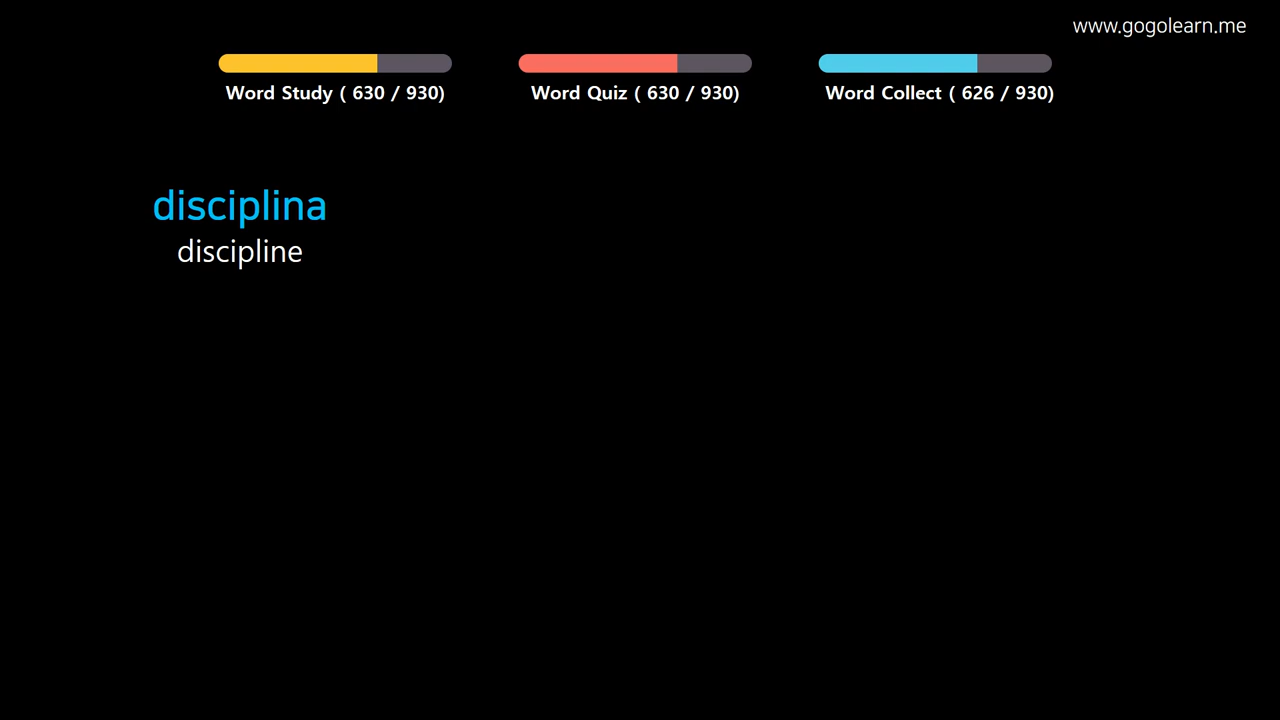 www.gogolearn.me
Word Study ( 630 / 930)
Word Quiz ( 630 / 930)
Word Collect ( 626 / 930)
disciplina
discipline